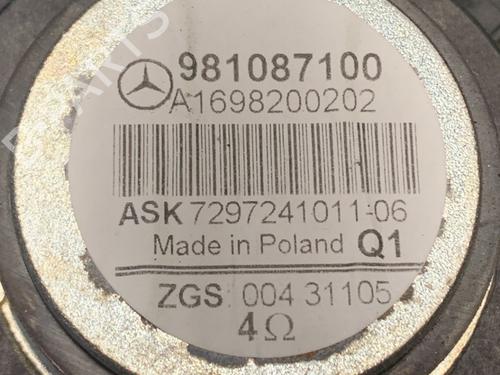 981087100
A1698200202
ASK 7297241011-06
Made in Poland Q1
ZGS 004 31105
4Ω